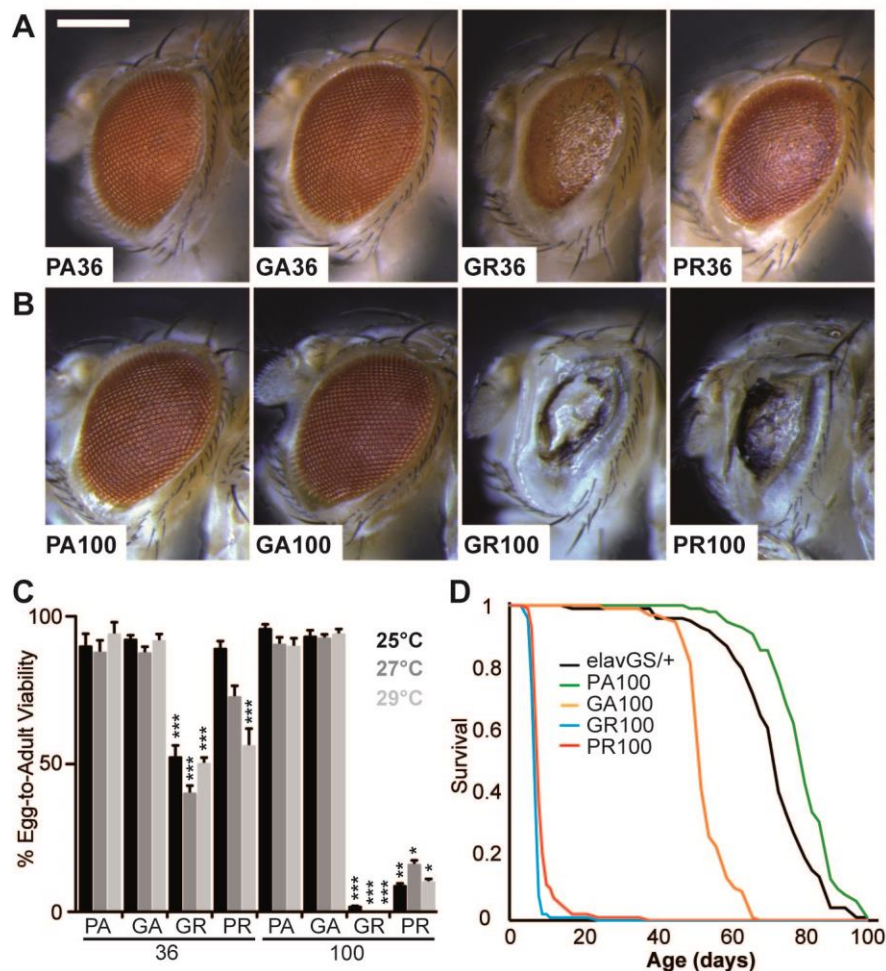 A
PA36 GA36 GR36 PR36
B
PA100 GA100 GR100 PR100
C
% Egg-to-Adult Viability
100
50
0
25°C
27°C
29°C
*** *** *** *** *** *** *** ** * *
PA GA GR PR PA GA GR PR
36 100
D
Survival
1
0.8
0.6
0.4
0.2
0
elavGS/+
PA100
GA100
GR100
PR100
0 20 40 60 80 100
Age (days)